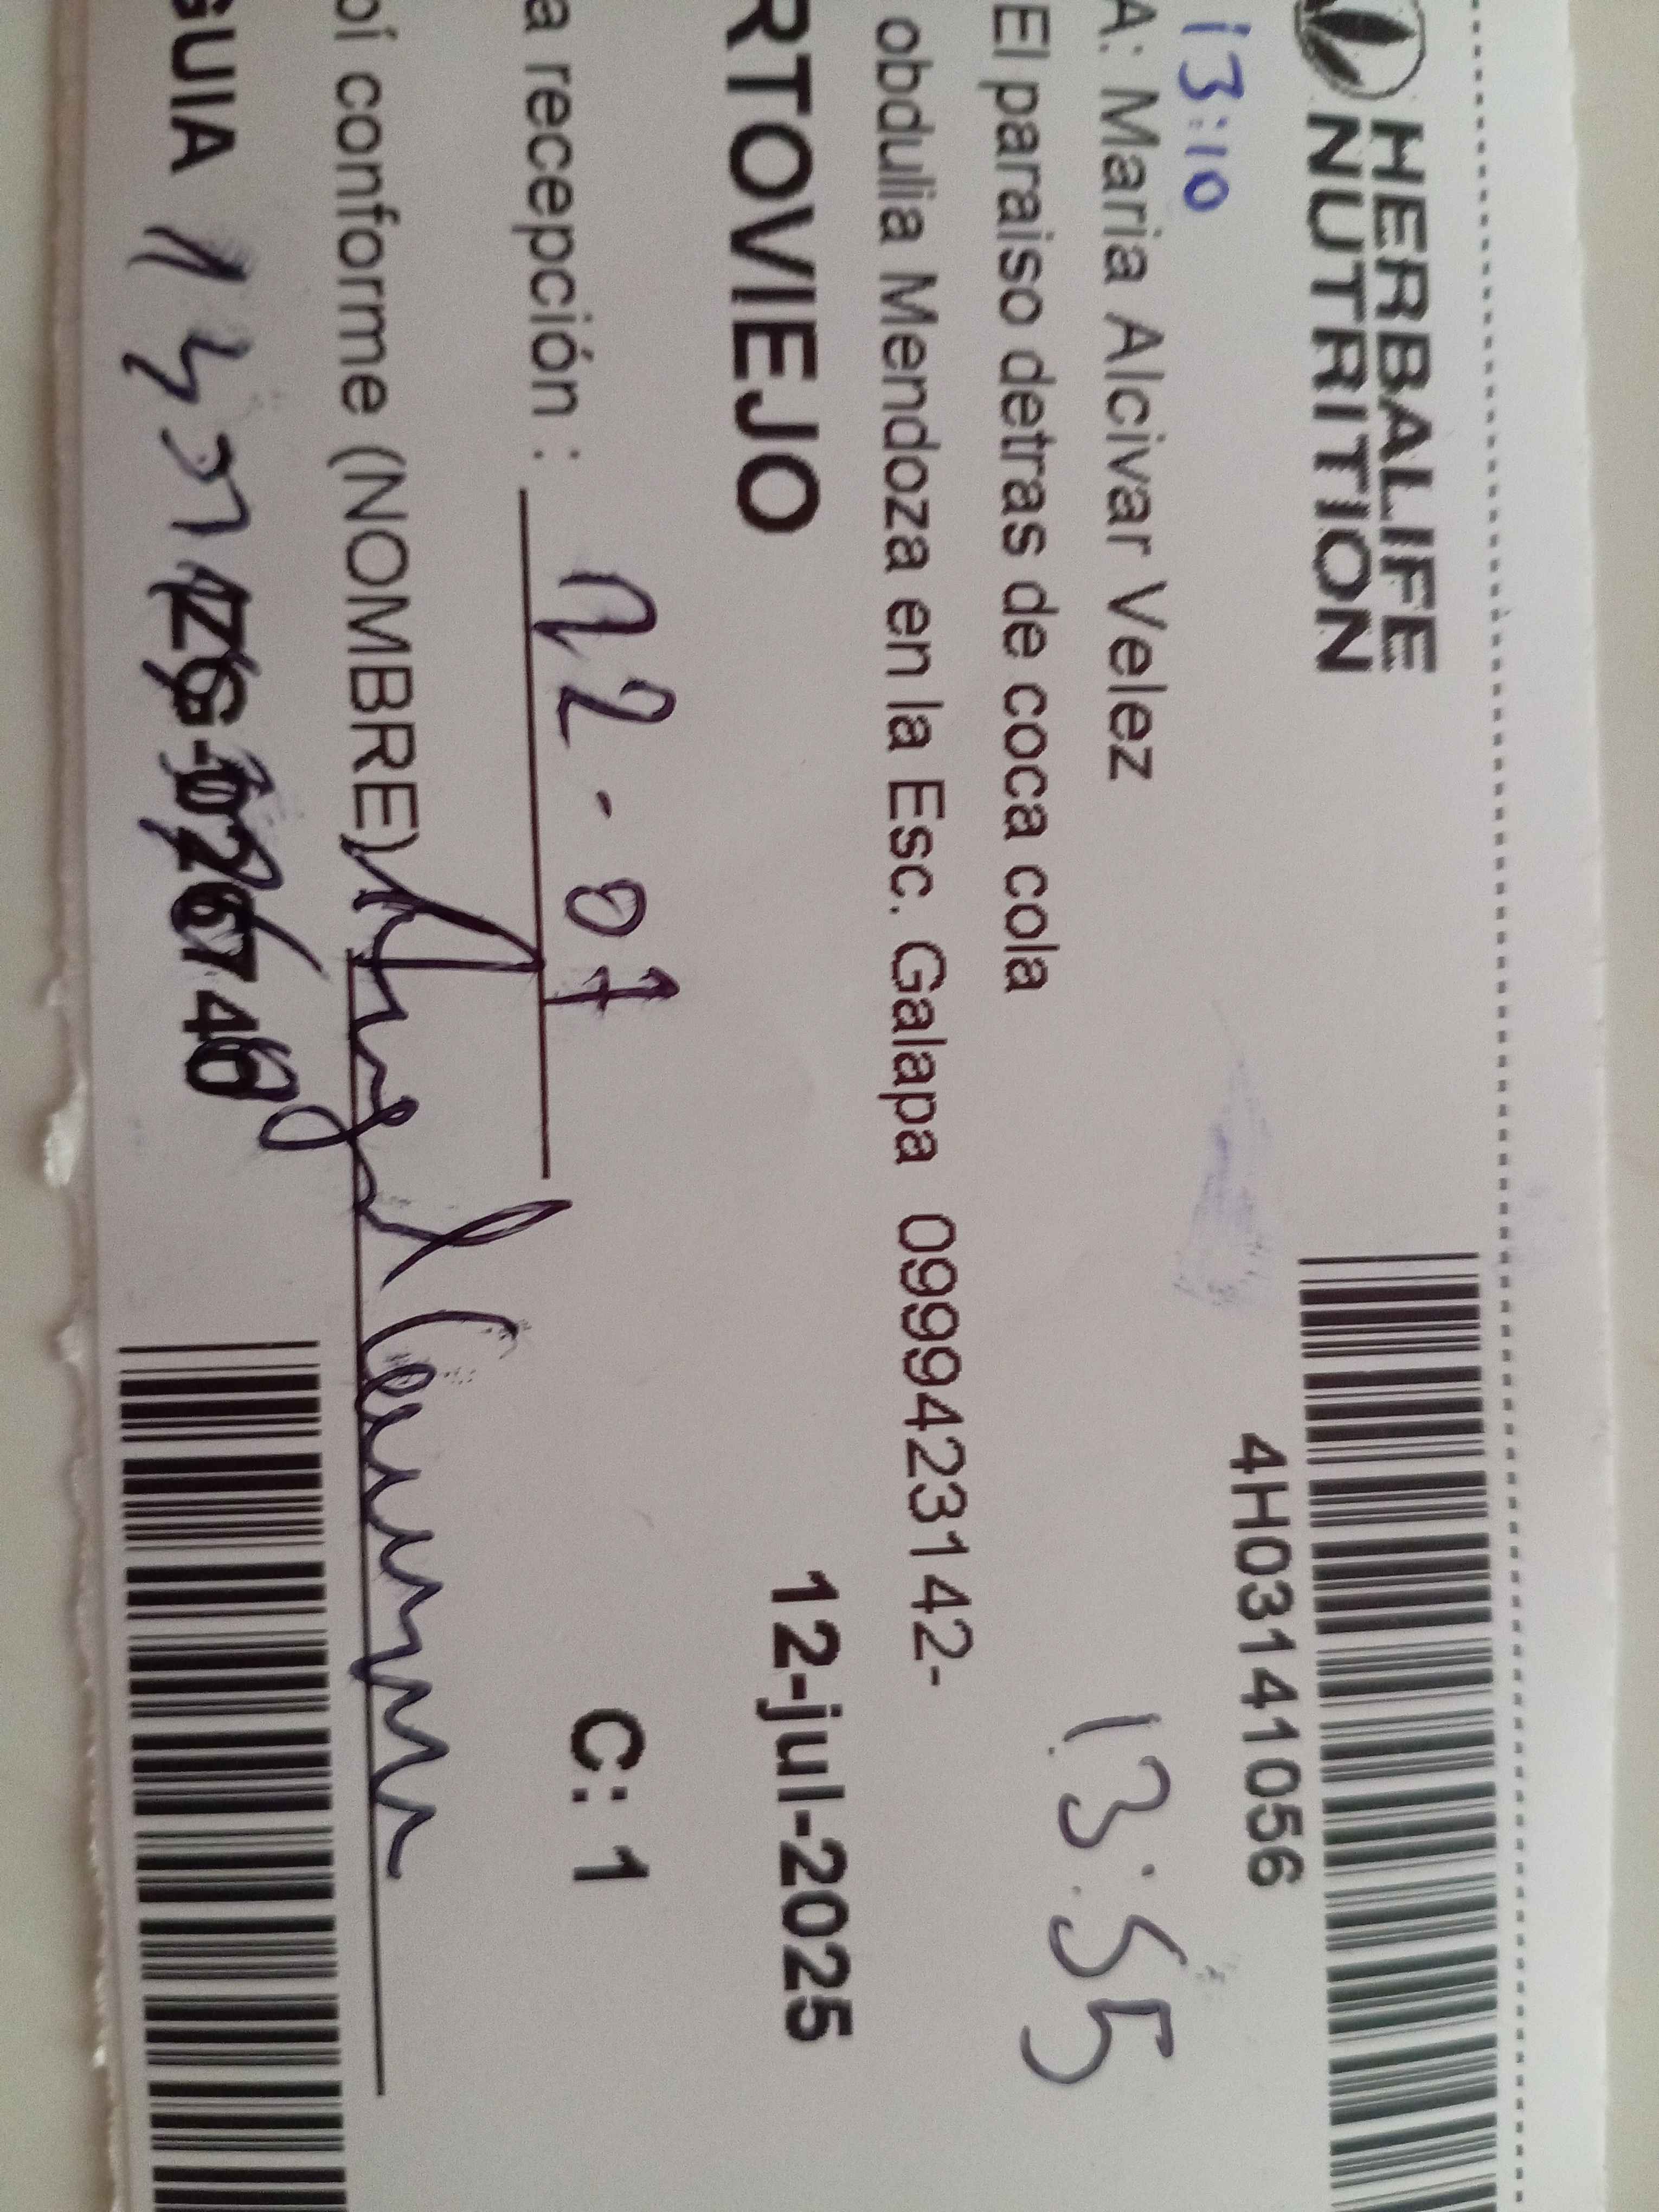 HERBALIFE
NUTRITION
4H03141056
13:10
13:55
A: Maria Alcivar Velez
El paraiso detras de coca cola
obdulia Mendoza en la Esc. Galapa 0999423142-
RTOVIEJO
12-jul-2025
a recepción : 12-07
C: 1
bí conforme (NOMBRE)
GUIA